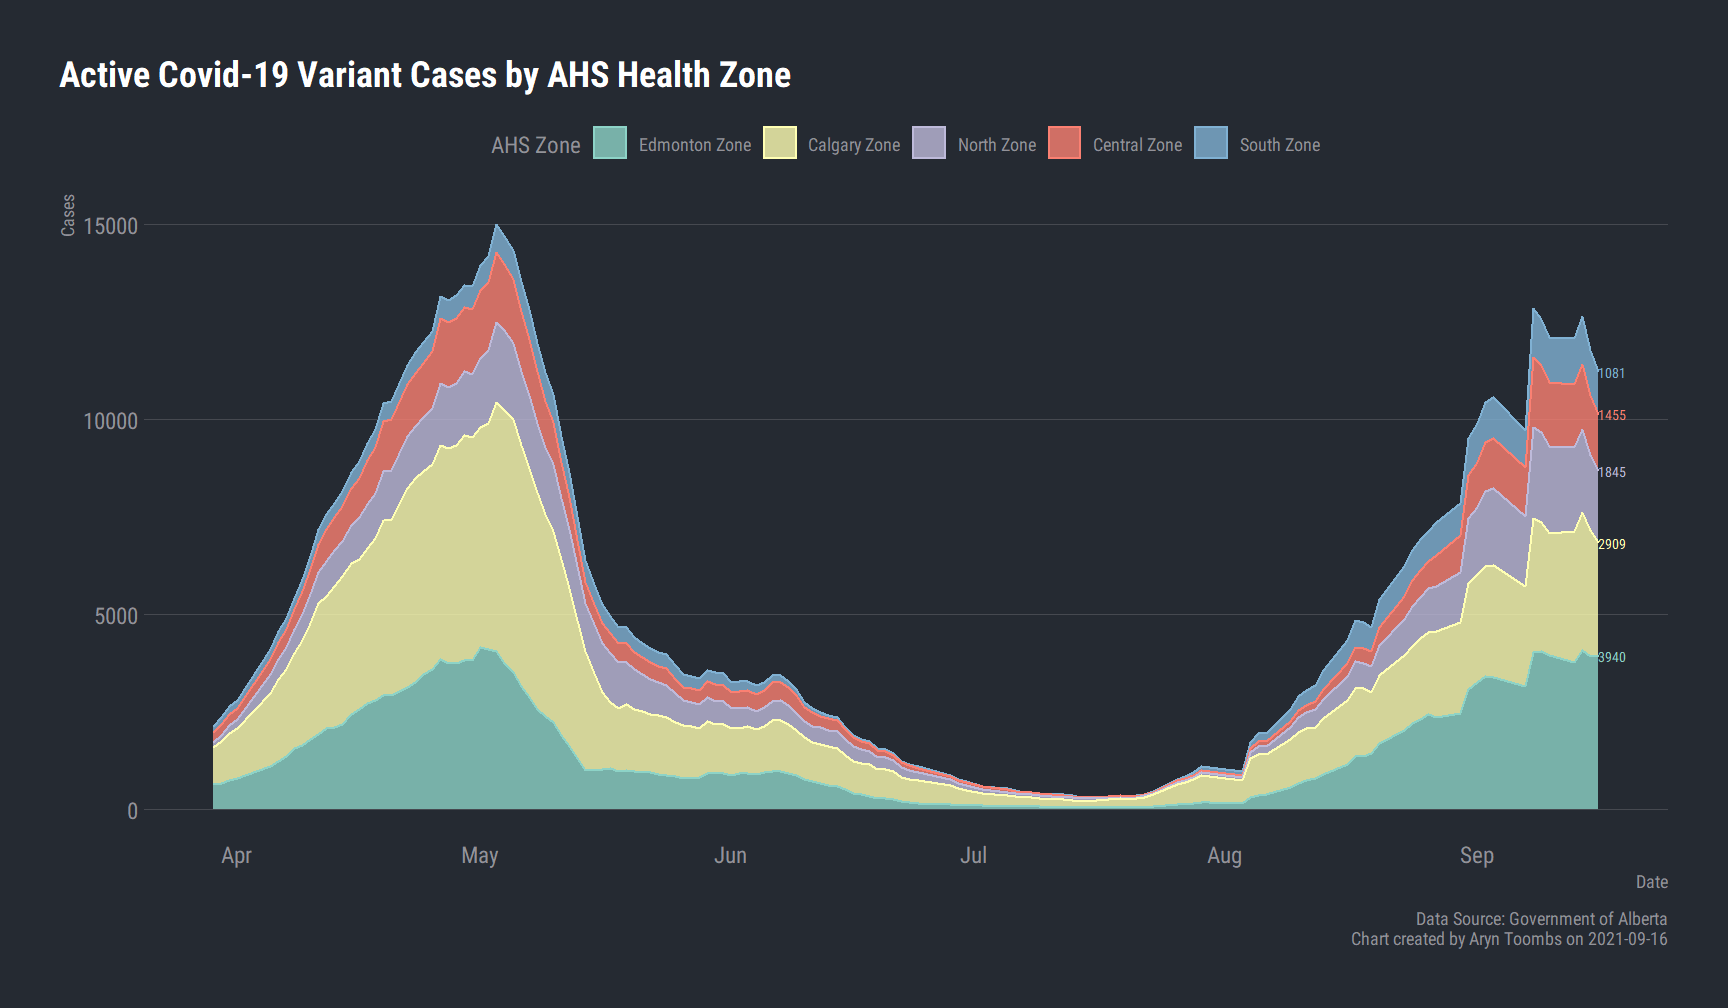 Active Covid-19 Variant Cases by AHS Health Zone
AHS Zone Edmonton Zone Calgary Zone North Zone Central Zone South Zone
Cases
15000
10000
5000
0
1081
1455
1845
2909
3940
Apr May Jun Jul Aug Sep
Date
Data Source: Government of Alberta
Chart created by Aryn Toombs on 2021-09-16